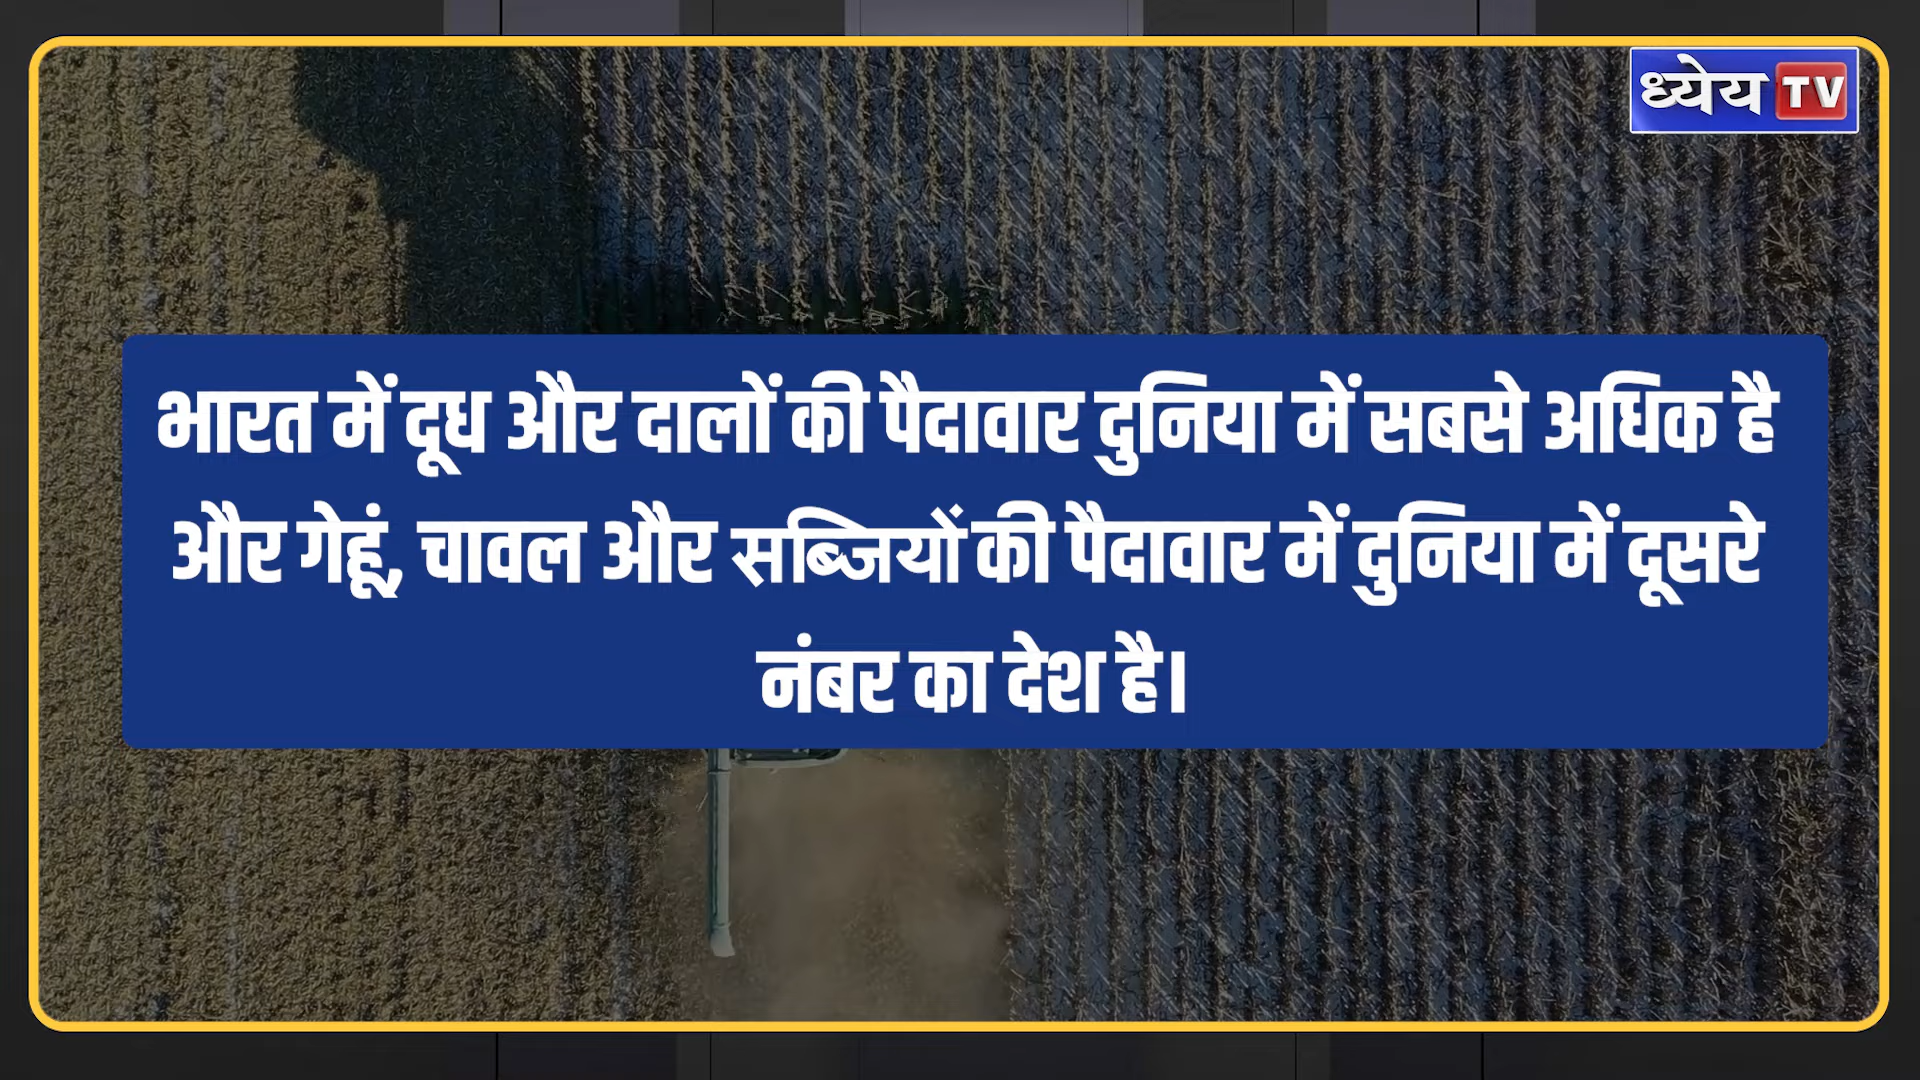 ध्येय TV
भारत में दूध और दालों की पैदावार दुनिया में सबसे अधिक है
और गेहूं, चावल और सब्जियों की पैदावार में दुनिया में दूसरे
नंबर का देश है।